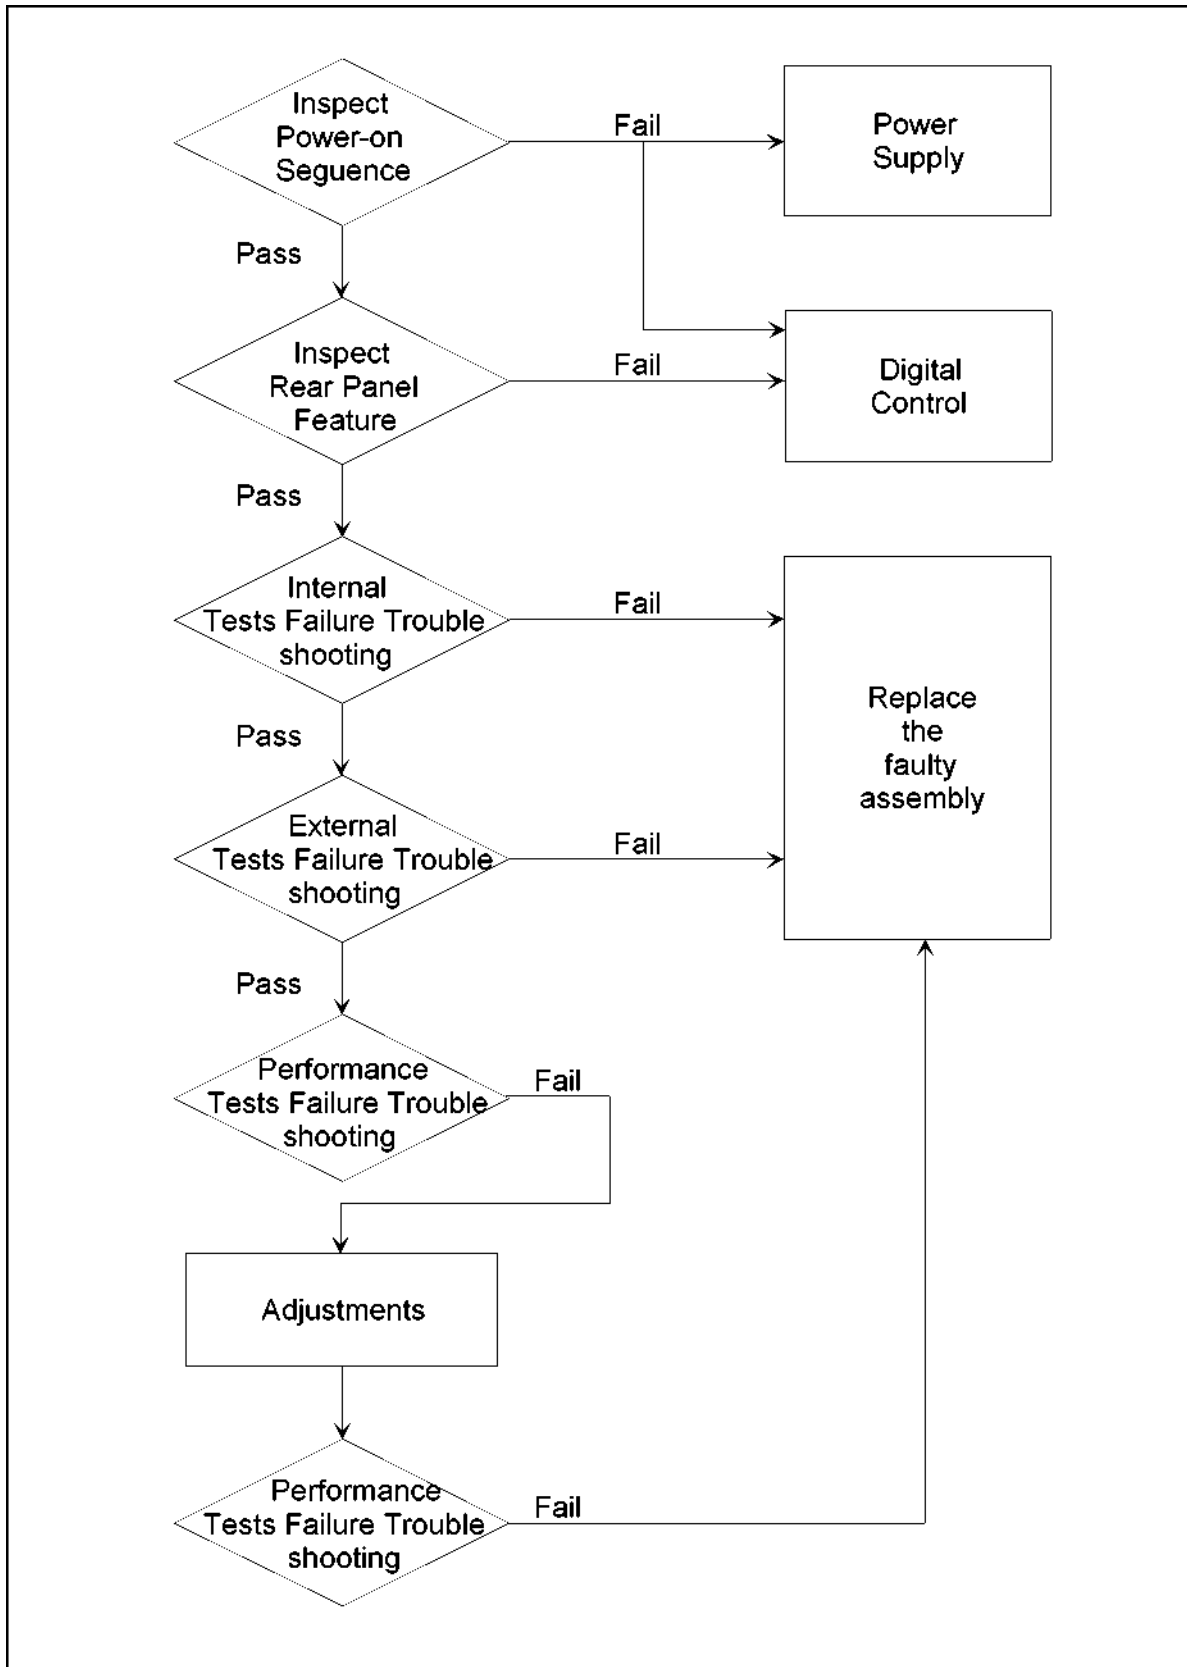 Inspect
Power-on
Seguence
Fail
Power
Supply
Pass
Inspect
Rear Panel
Feature
Fail
Digital
Control
Pass
Internal
Tests Failure Trouble
shooting
Fail
Replace
the
faulty
assembly
Pass
External
Tests Failure Trouble
shooting
Fail
Pass
Performance
Tests Failure Trouble
shooting
Fail
Adjustments
Performance
Tests Failure Trouble
shooting
Fail